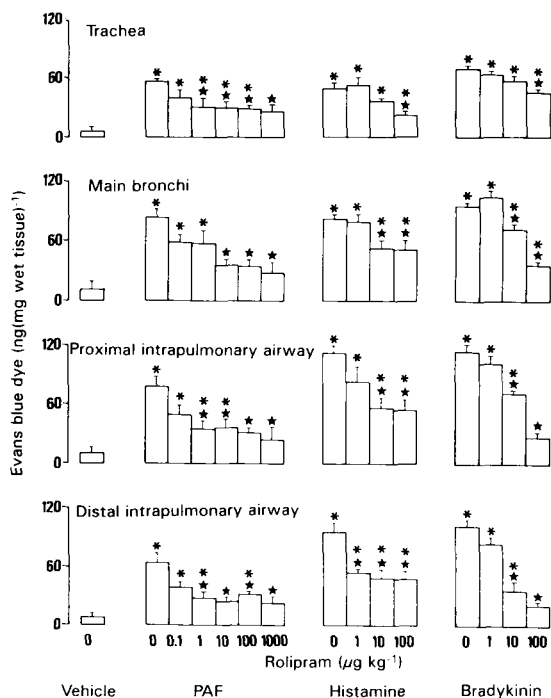 120
Trachea
60
0
120
Main bronchi
60
0
120
Proximal intrapulmonary airway
60
0
120
Distal intrapulmonary airway
60
0
Evans blue dye (ng(mg wet tissue)⁻¹)
0 0 0.1 1 10 100 1000 0 1 10 100 0 1 10 100
Rolipram (µg kg⁻¹)
Vehicle PAF Histamine Bradykinin